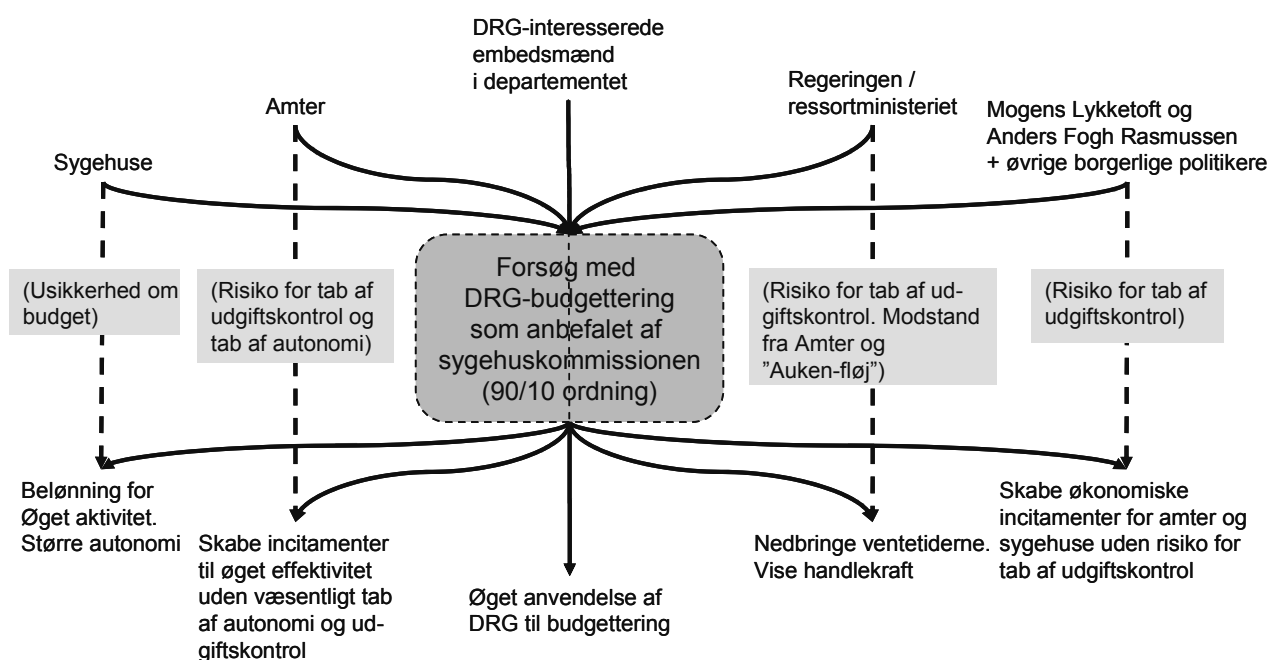 DRG-interesserede
embedsmænd
i departementet
Amter
Regeringen /
ressortministeriet
Mogens Lykketoft og
Anders Fogh Rasmussen
+ øvrige borgerlige politikere
Sygehuse
(Usikkerhed om
budget)
(Risiko for tab af
udgiftskontrol og
tab af autonomi)
Forsøg med
DRG-budgettering
som anbefalet af
sygehuskommissionen
(90/10 ordning)
(Risiko for tab af ud-
giftskontrol. Modstand
fra Amter og
”Auken-fløj”)
(Risiko for tab af
udgiftskontrol)
Belønning for
Øget aktivitet.
Større autonomi
Skabe incitamenter
til øget effektivitet
uden væsentligt tab
af autonomi og ud-
giftskontrol
Øget anvendelse af
DRG til budgettering
Nedbringe ventetiderne.
Vise handlekraft
Skabe økonomiske
incitamenter for amter og
sygehuse uden risiko for
tab af udgiftskontrol